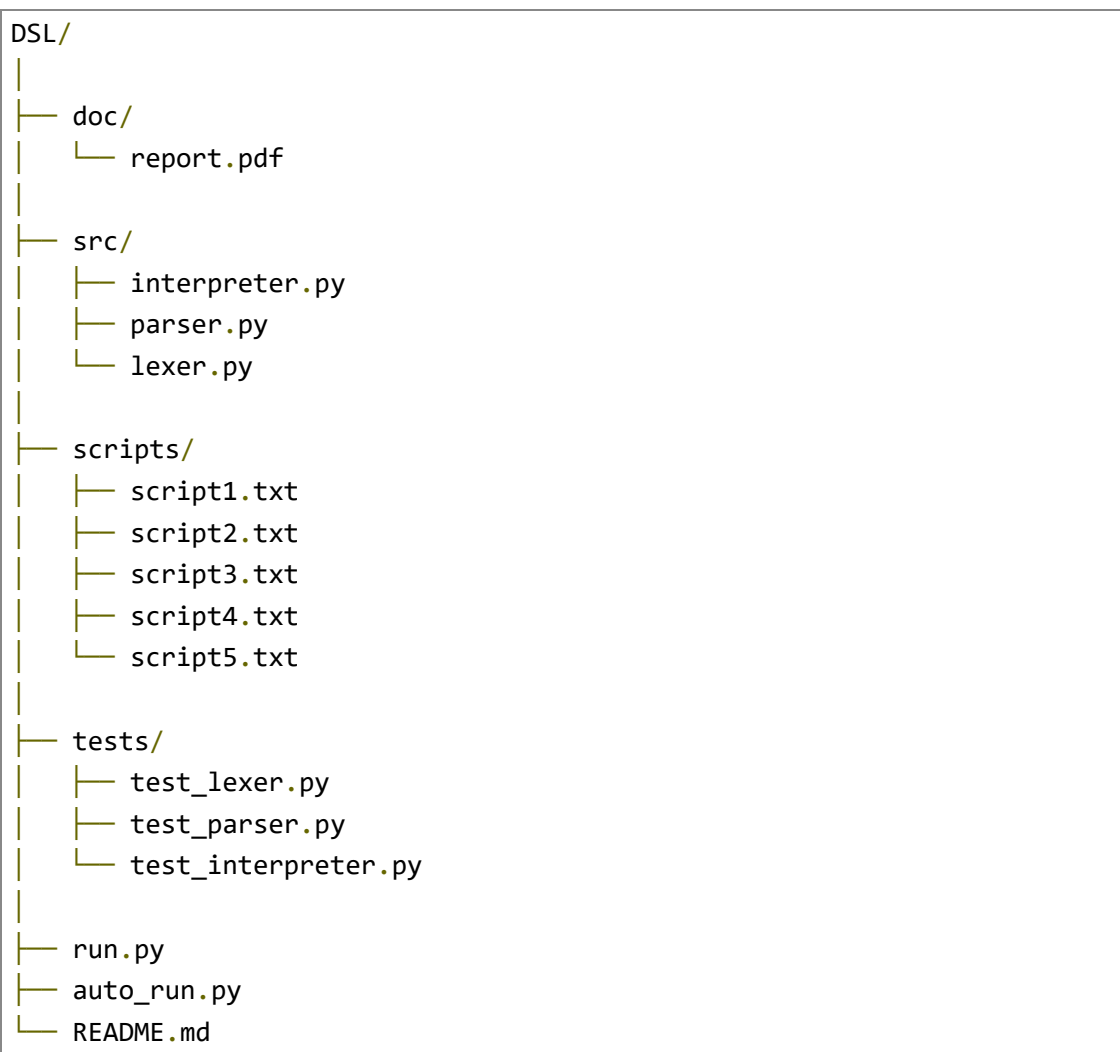 DSL/
│
├── doc/
│   └── report.pdf
│
├── src/
│   ├── interpreter.py
│   ├── parser.py
│   └── lexer.py
│
├── scripts/
│   ├── script1.txt
│   ├── script2.txt
│   ├── script3.txt
│   ├── script4.txt
│   └── script5.txt
│
├── tests/
│   ├── test_lexer.py
│   ├── test_parser.py
│   └── test_interpreter.py
│
├── run.py
├── auto_run.py
└── README.md